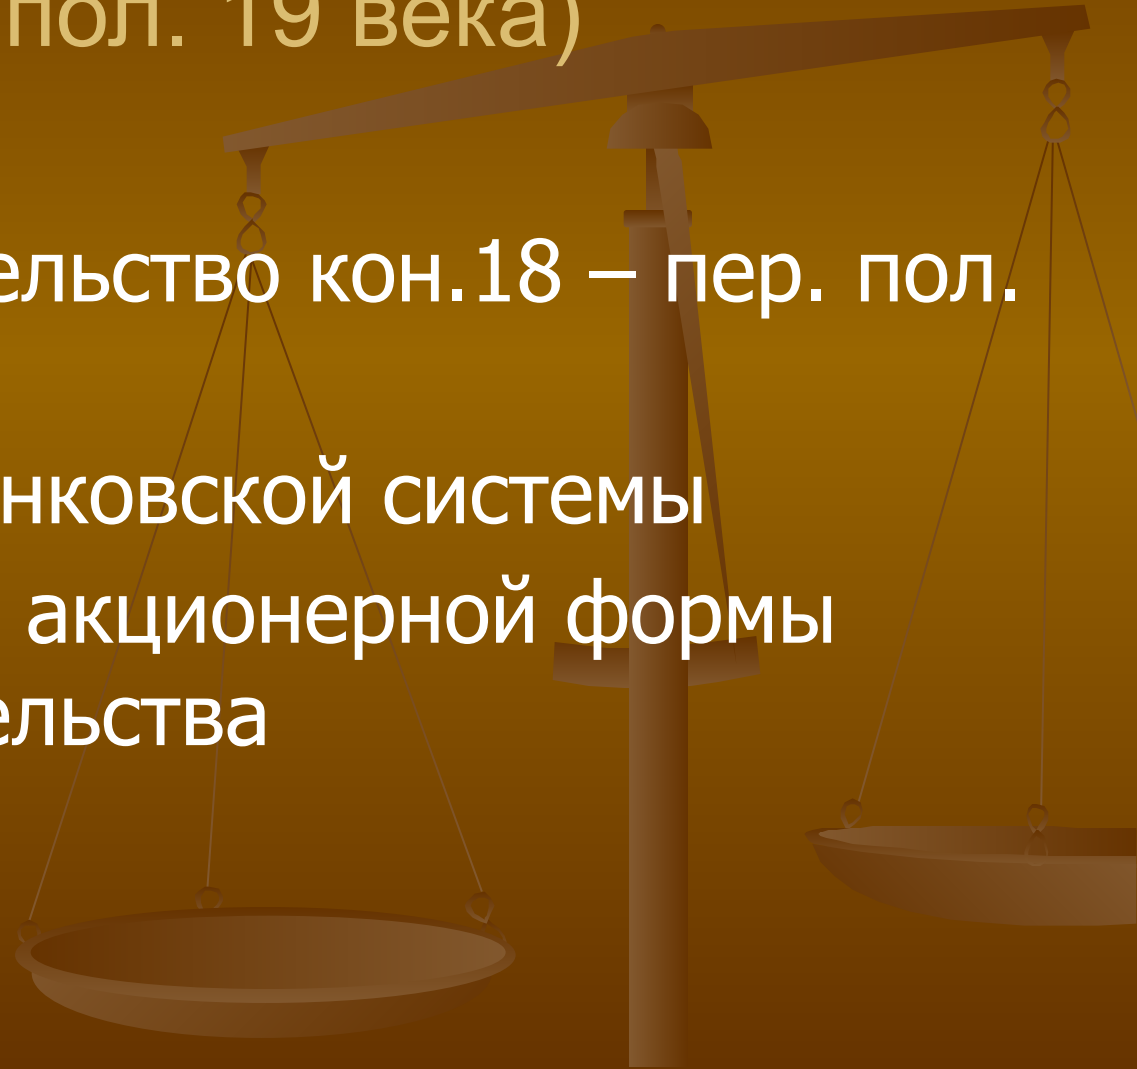 пол. 19 века)
ельство кон.18 – пер. пол.
нковской системы
акционерной формы
ельства